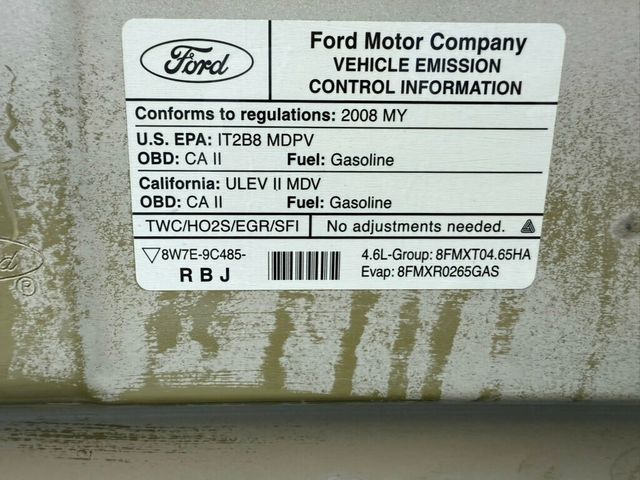 Ford
Ford Motor Company
VEHICLE EMISSION
CONTROL INFORMATION
Conforms to regulations: 2008 MY
U.S. EPA: IT2B8 MDPV
OBD: CA II Fuel: Gasoline
California: ULEV II MDV
OBD: CA II Fuel: Gasoline
TWC/HO2S/EGR/SFI No adjustments needed.
8W7E-9C485- 4.6L-Group: 8FMXT04.65HA
R B J Evap: 8FMXR0265GAS
Ford ®